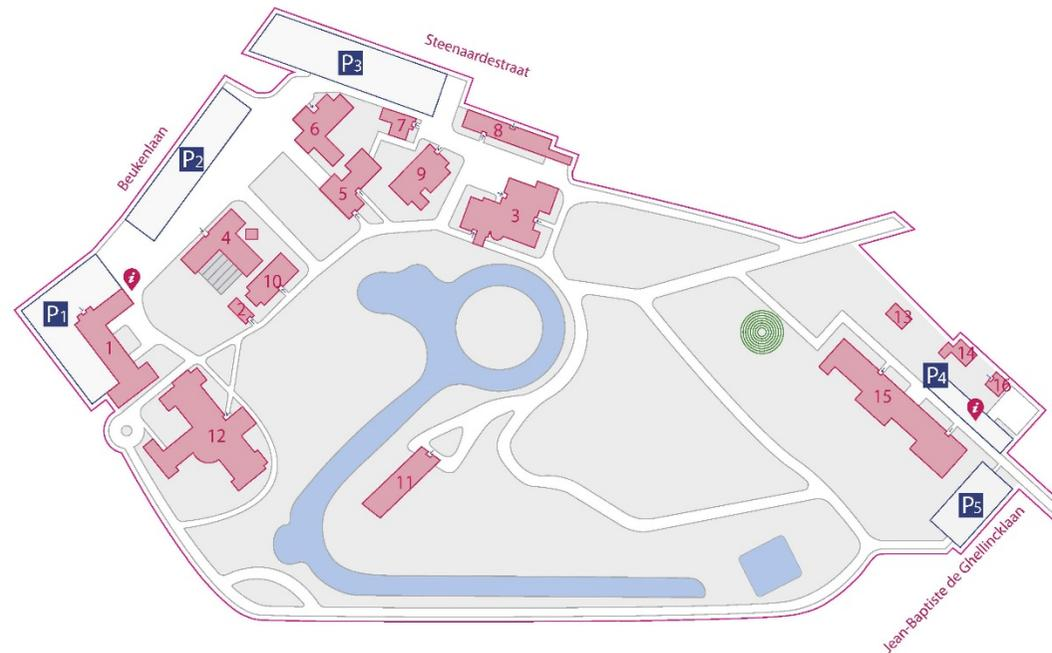 Steenaardestraat
P3
Beukenlaan
P2
6
7
8
5
9
3
4
10
2
i
P1
1
12
11
13
14
P4
16
i
15
P5
Jean-Baptiste de Ghellincklaan